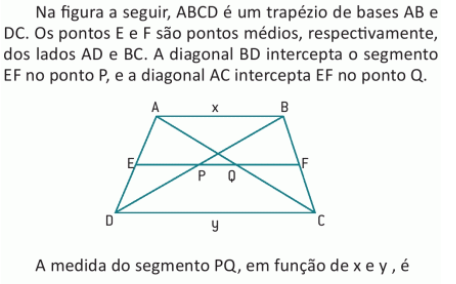 Na figura a seguir, ABCD é um trapézio de bases AB e
DC. Os pontos E e F são pontos médios, respectivamente,
dos lados AD e BC. A diagonal BD intercepta o segmento
EF no ponto P, e a diagonal AC intercepta EF no ponto Q.
A x B
E F
P Q
D C
y
A medida do segmento PQ, em função de x e y , é